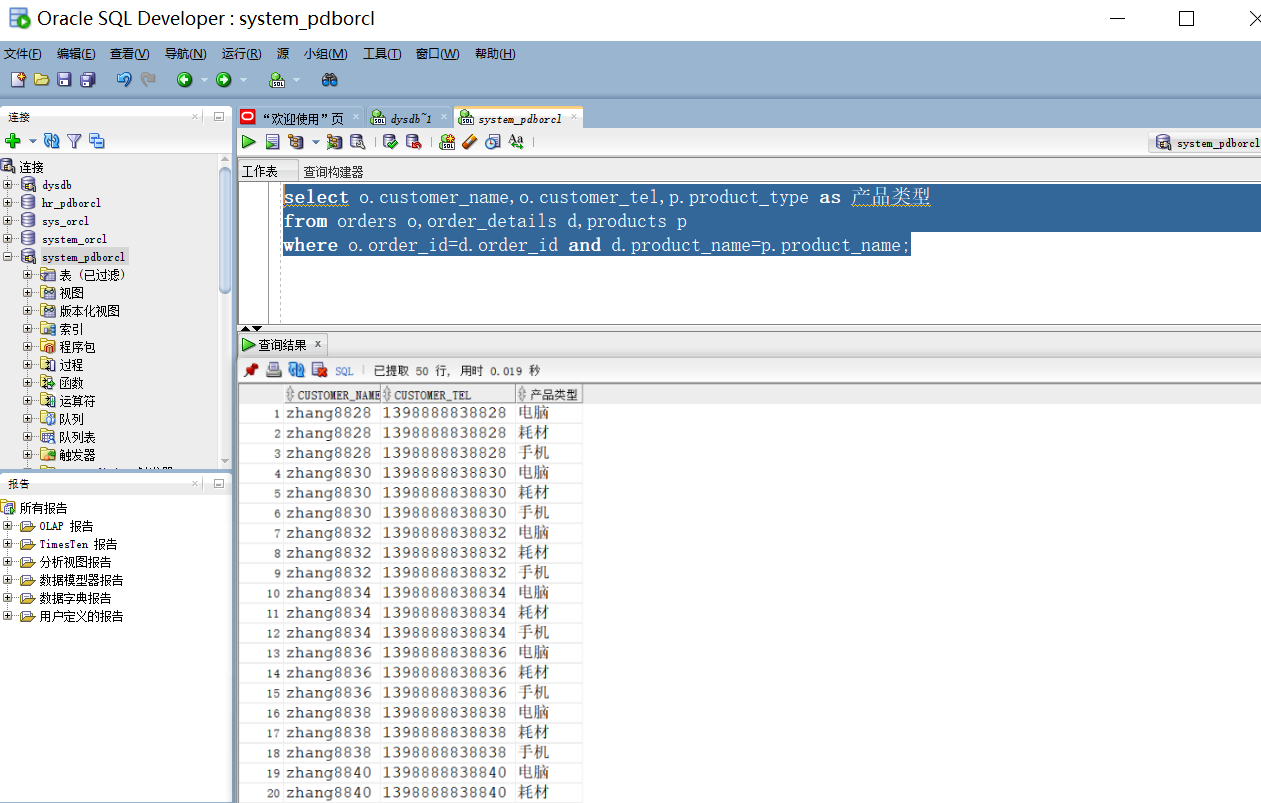 Oracle SQL Developer : system_pdborcl
文件(F) 编辑(E) 查看(V) 导航(N) 运行(R) 源 小组(M) 工具(T) 窗口(W) 帮助(H)
连接
连接
dysdb
hr_pdborcl
sys_orcl
system_orcl
system_pdborcl
表 (已过滤)
视图
版本化视图
索引
程序包
过程
函数
运算符
队列
队列表
触发器
报告
所有报告
OLAP 报告
TimesTen 报告
分析视图报告
数据模型器报告
数据字典报告
用户定义的报告
“欢迎使用”页 dysdb~1 system_pdborcl
system_pdborcl
工作表 查询构建器
select o.customer_name,o.customer_tel,p.product_type as 产品类型
from orders o,order_details d,products p
where o.order_id=d.order_id and d.product_name=p.product_name;
查询结果
SQL 已提取 50 行, 用时 0.019 秒
CUSTOMER_NAME CUSTOMER_TEL 产品类型
1 zhang8828 1398888838828 电脑
2 zhang8828 1398888838828 耗材
3 zhang8828 1398888838828 手机
4 zhang8830 1398888838830 电脑
5 zhang8830 1398888838830 耗材
6 zhang8830 1398888838830 手机
7 zhang8832 1398888838832 电脑
8 zhang8832 1398888838832 耗材
9 zhang8832 1398888838832 手机
10 zhang8834 1398888838834 电脑
11 zhang8834 1398888838834 耗材
12 zhang8834 1398888838834 手机
13 zhang8836 1398888838836 电脑
14 zhang8836 1398888838836 耗材
15 zhang8836 1398888838836 手机
16 zhang8838 1398888838838 电脑
17 zhang8838 1398888838838 耗材
18 zhang8838 1398888838838 手机
19 zhang8840 1398888838840 电脑
20 zhang8840 1398888838840 耗材